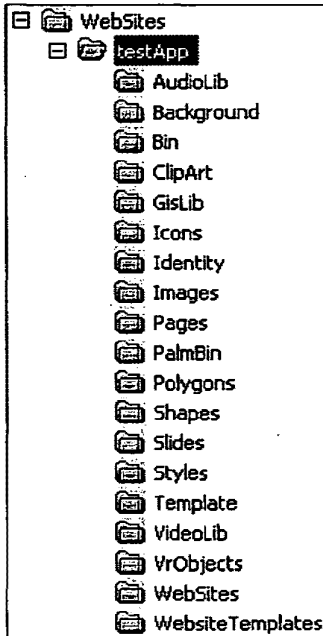 WebSites
testApp
AudioLib
Background
Bin
ClipArt
GisLib
Icons
Identity
Images
Pages
PalmBin
Polygons
Shapes
Slides
Styles
Template
VideoLib
VrObjects
WebSites
WebsiteTemplates